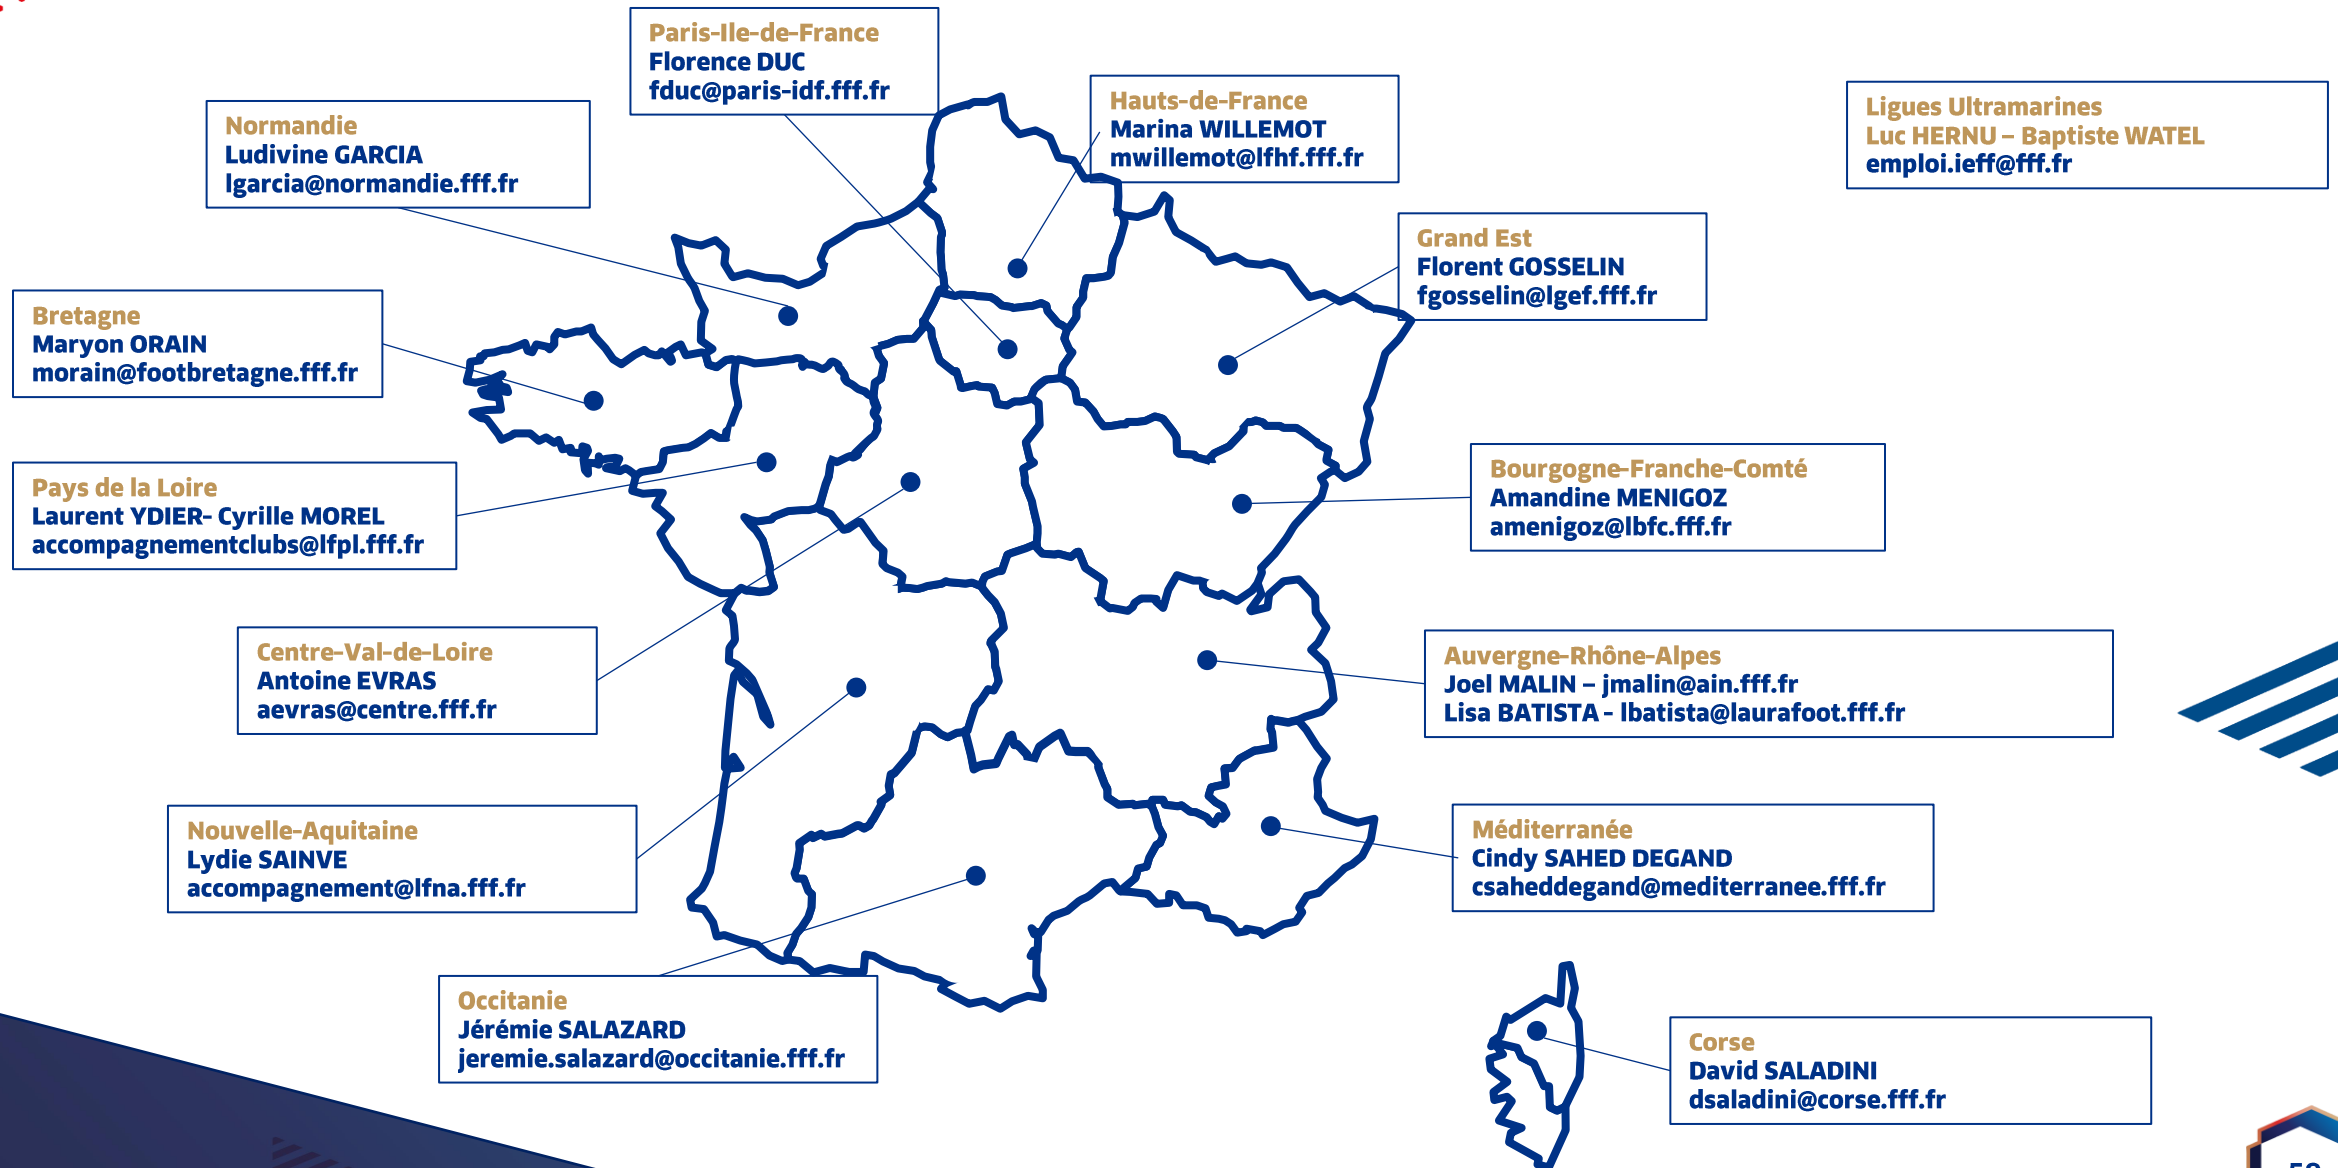 Paris-Ile-de-France
Florence DUC
fduc@paris-idf.fff.fr
Hauts-de-France
Marina WILLEMOT
mwillemot@lfhf.fff.fr
Ligues Ultramarines
Luc HERNU – Baptiste WATEL
emploi.ieff@fff.fr
Normandie
Ludivine GARCIA
lgarcia@normandie.fff.fr
Grand Est
Florent GOSSELIN
fgosselin@lgef.fff.fr
Bretagne
Maryon ORAIN
morain@footbretagne.fff.fr
Pays de la Loire
Laurent YDIER- Cyrille MOREL
accompagnementclubs@lfpl.fff.fr
Bourgogne-Franche-Comté
Amandine MENIGOZ
amenigoz@lbfc.fff.fr
Centre-Val-de-Loire
Antoine EVRAS
aevras@centre.fff.fr
Auvergne-Rhône-Alpes
Joel MALIN – jmalin@ain.fff.fr
Lisa BATISTA - lbatista@laurafoot.fff.fr
Nouvelle-Aquitaine
Lydie SAINVE
accompagnement@lfna.fff.fr
Méditerranée
Cindy SAHED DEGAND
csaheddegand@mediterranee.fff.fr
Occitanie
Jérémie SALAZARD
jeremie.salazard@occitanie.fff.fr
Corse
David SALADINI
dsaladini@corse.fff.fr